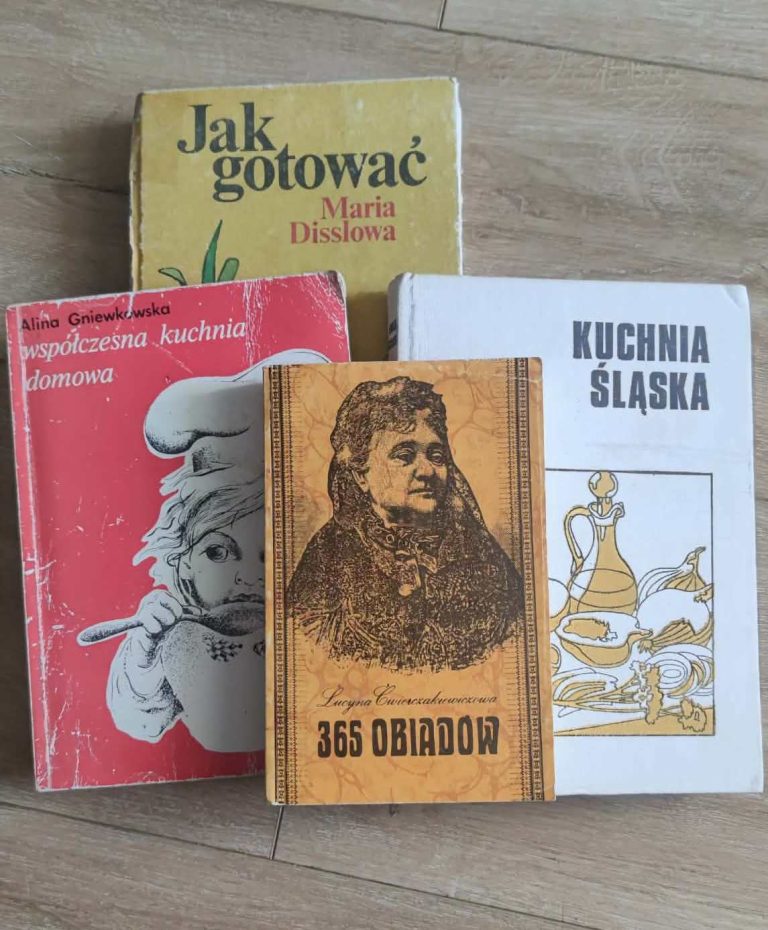 Jak
gotować
Maria
Disslowa
Alina Gniewkowska
współczesna kuchnia
domowa
KUCHNIA
ŚLĄSKA
Lucyna Ćwierczakiewiczowa
365 OBIADÓW